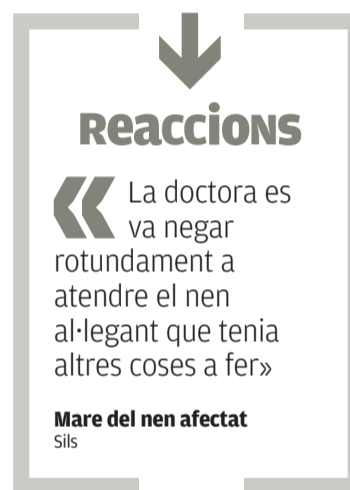 Reaccions
«La doctora es
va negar
rotundament a
atendre el nen
al·legant que tenia
altres coses a fer»
Mare del nen afectat
Sils